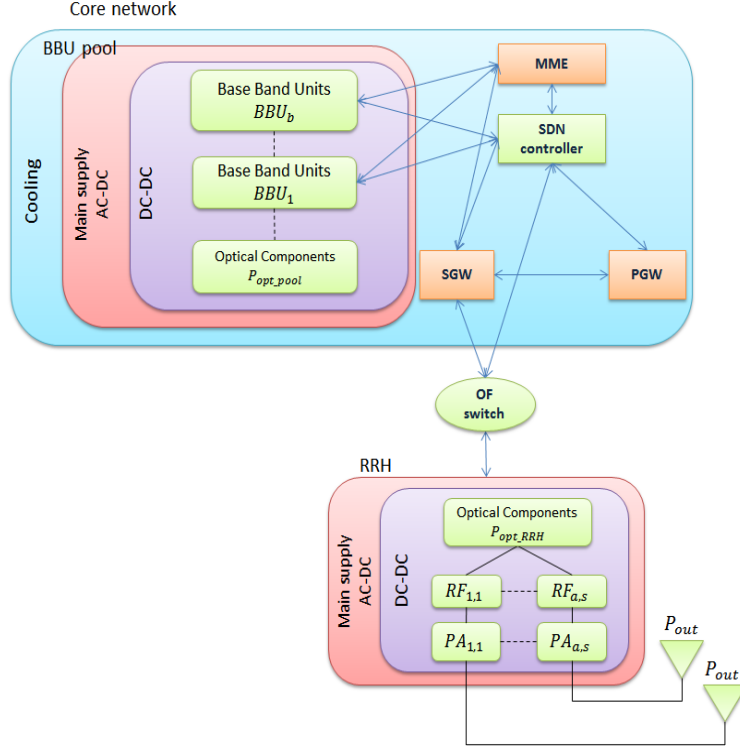 Core network
BBU pool
Cooling
Main supply
AC-DC
DC-DC
Base Band Units
BBU_b
Base Band Units
BBU_1
Optical Components
P_opt_pool
MME
SDN
controller
SGW
PGW
OF
switch
RRH
Main supply
AC-DC
DC-DC
Optical Components
P_opt_RRH
RF_1,1
RF_a,s
PA_1,1
PA_a,s
P_out
P_out